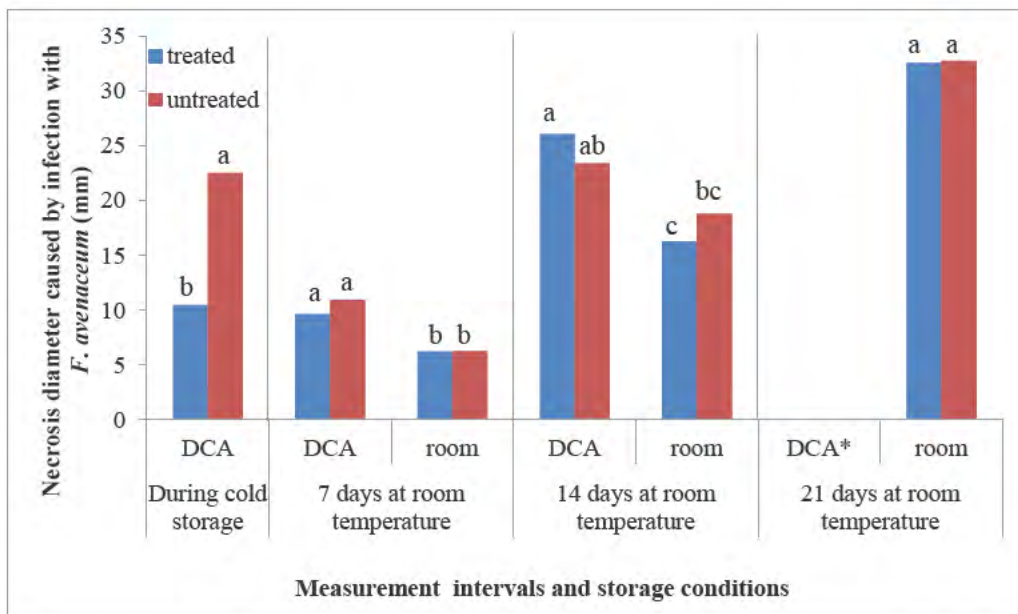 Necrosis diameter caused by infection with
F. avenaceum (mm)
35
30
25
20
15
10
5
0
treated
untreated
b
a
a
a
b
b
a
ab
c
bc
a
a
DCA
DCA
room
DCA
room
DCA*
room
During cold
storage
7 days at room
temperature
14 days at room
temperature
21 days at room
temperature
Measurement intervals and storage conditions